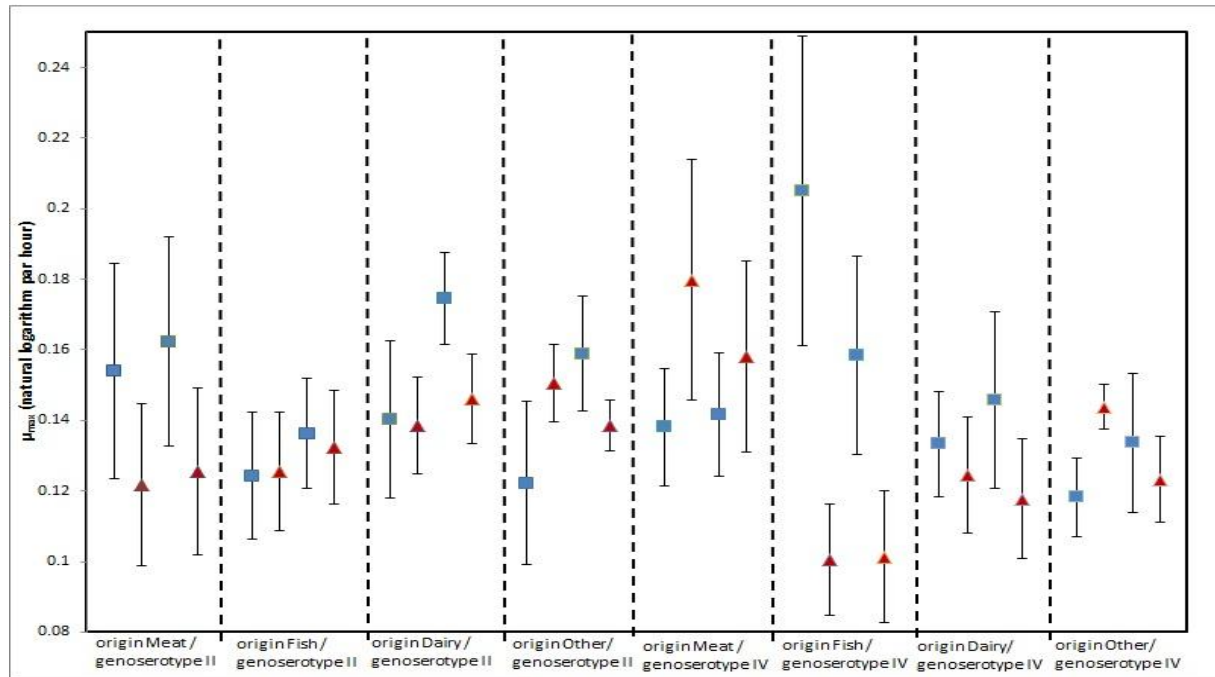 μmax (natural logarithm par hour)
0.24
0.22
0.2
0.18
0.16
0.14
0.12
0.1
0.08
origin Meat /
genoserotype II
origin Fish/
genoserotype II
origin Dairy /
genoserotype II
origin Other/
genoserotype II
origin Meat /
genoserotype IV
origin Fish /
genoserotype IV
origin Dairy/
genoserotype IV
origin Other/
genoserotype IV